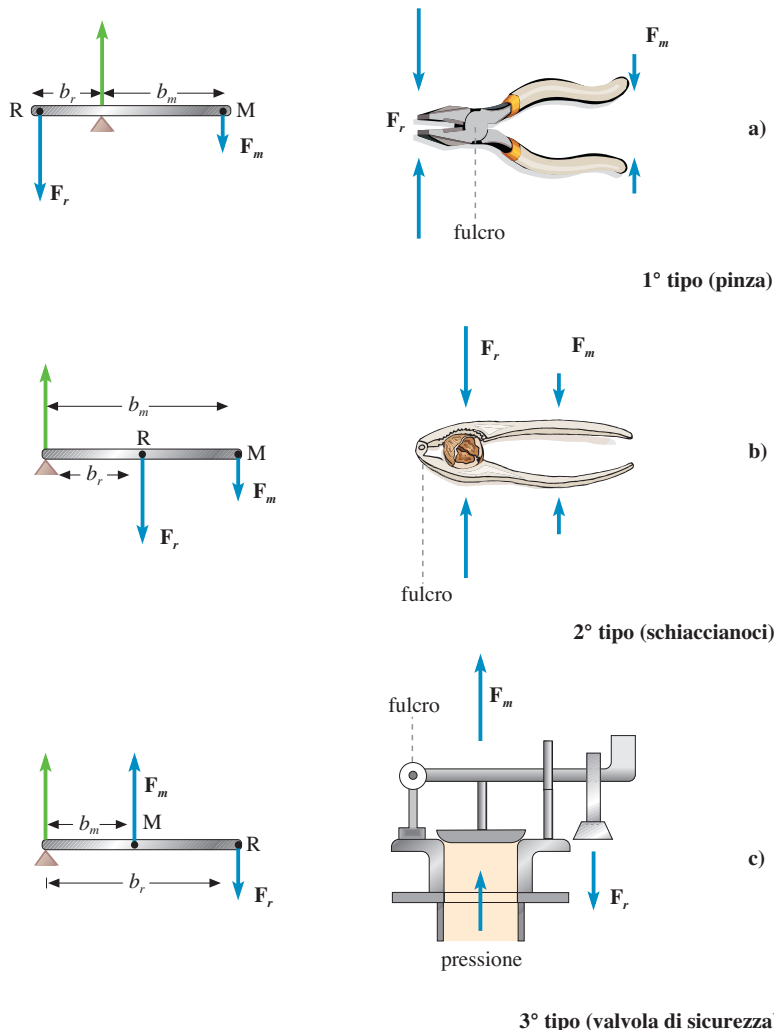 b_r
b_m
R
M
F_m
F_r
F_r
F_m
a)
fulcro
1° tipo (pinza)
b_m
R
M
b_r
F_m
F_r
F_r
F_m
b)
fulcro
2° tipo (schiaccianoci)
F_m
b_m
M
R
b_r
F_r
fulcro
F_m
c)
F_r
pressione
3° tipo (valvola di sicurezza)